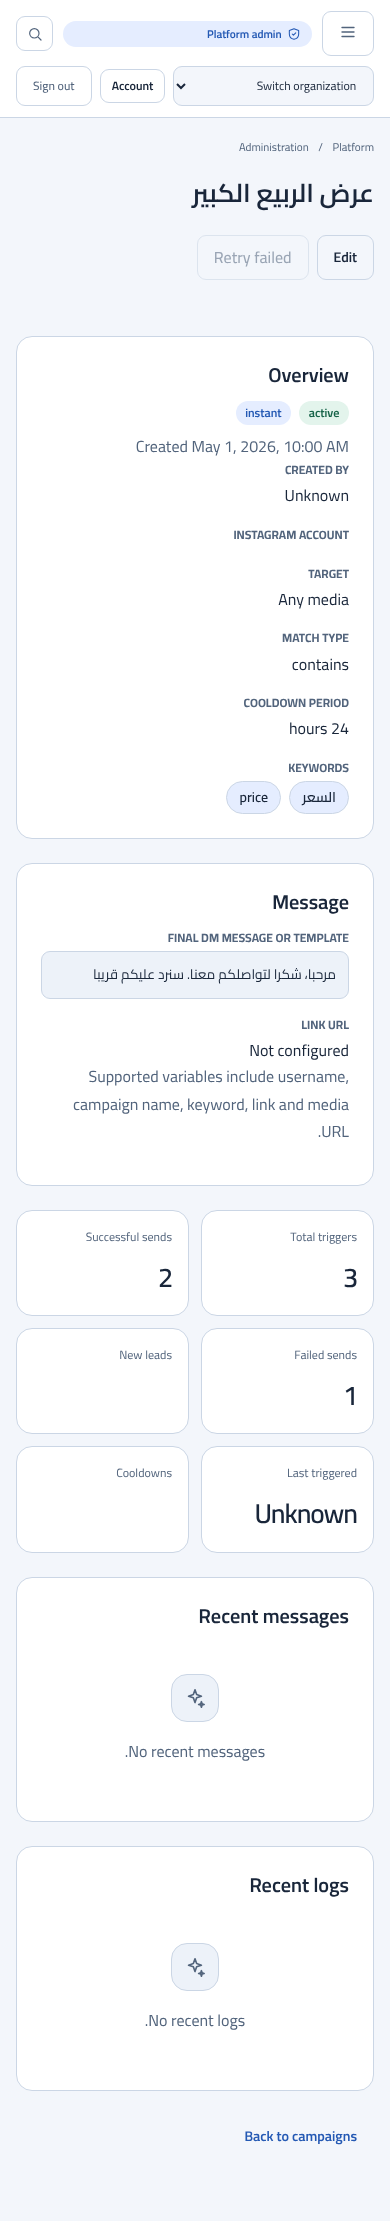 Platform admin
Switch organization
Account
Sign out
Platform / Administration
عرض الربيع الكبير
Edit
Retry failed
Overview
active
instant
Created May 1, 2026, 10:00 AM
CREATED BY
Unknown
INSTAGRAM ACCOUNT
TARGET
Any media
MATCH TYPE
contains
COOLDOWN PERIOD
hours 24
KEYWORDS
السعر
price
Message
FINAL DM MESSAGE OR TEMPLATE
مرحبا، شكرا لتواصلكم معنا. سنرد عليكم قريبا
LINK URL
Not configured
Supported variables include username,
campaign name, keyword, link and media
.URL
Total triggers
3
Successful sends
2
Failed sends
1
New leads
Last triggered
Unknown
Cooldowns
Recent messages
.No recent messages
Recent logs
.No recent logs
Back to campaigns